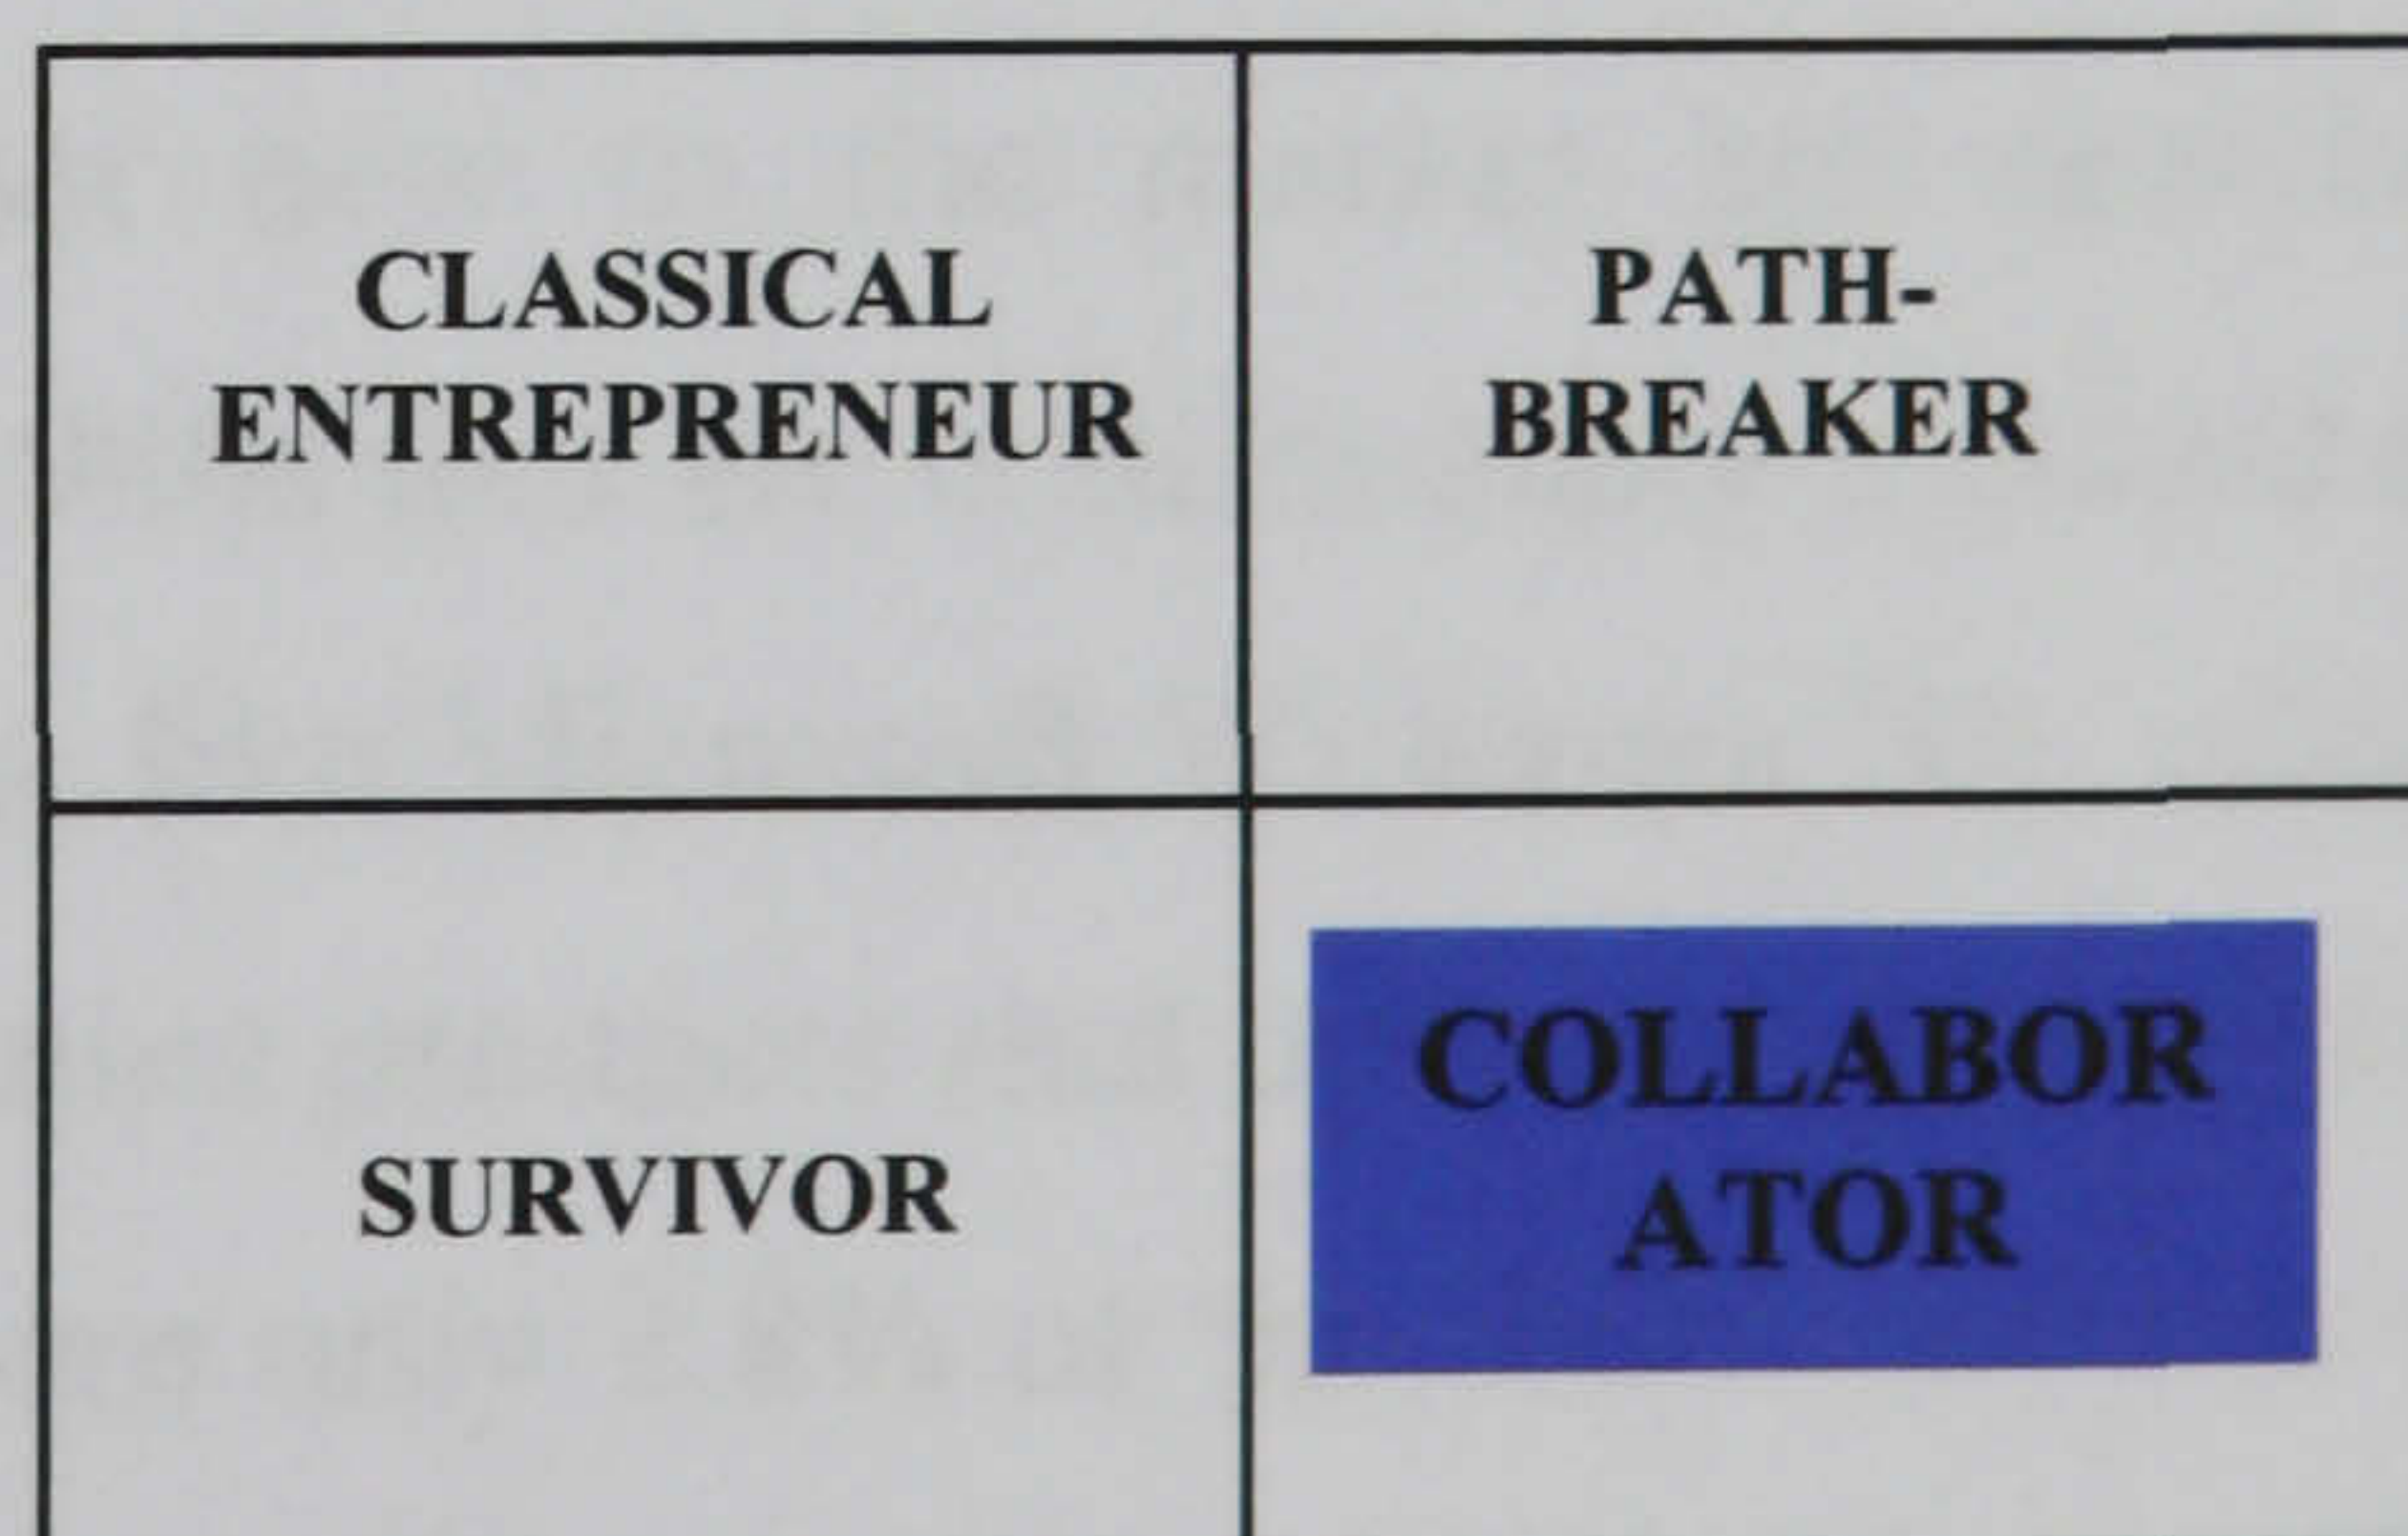 CLASSICAL
ENTREPRENEUR
PATH-
BREAKER
SURVIVOR
COLLABOR
ATOR